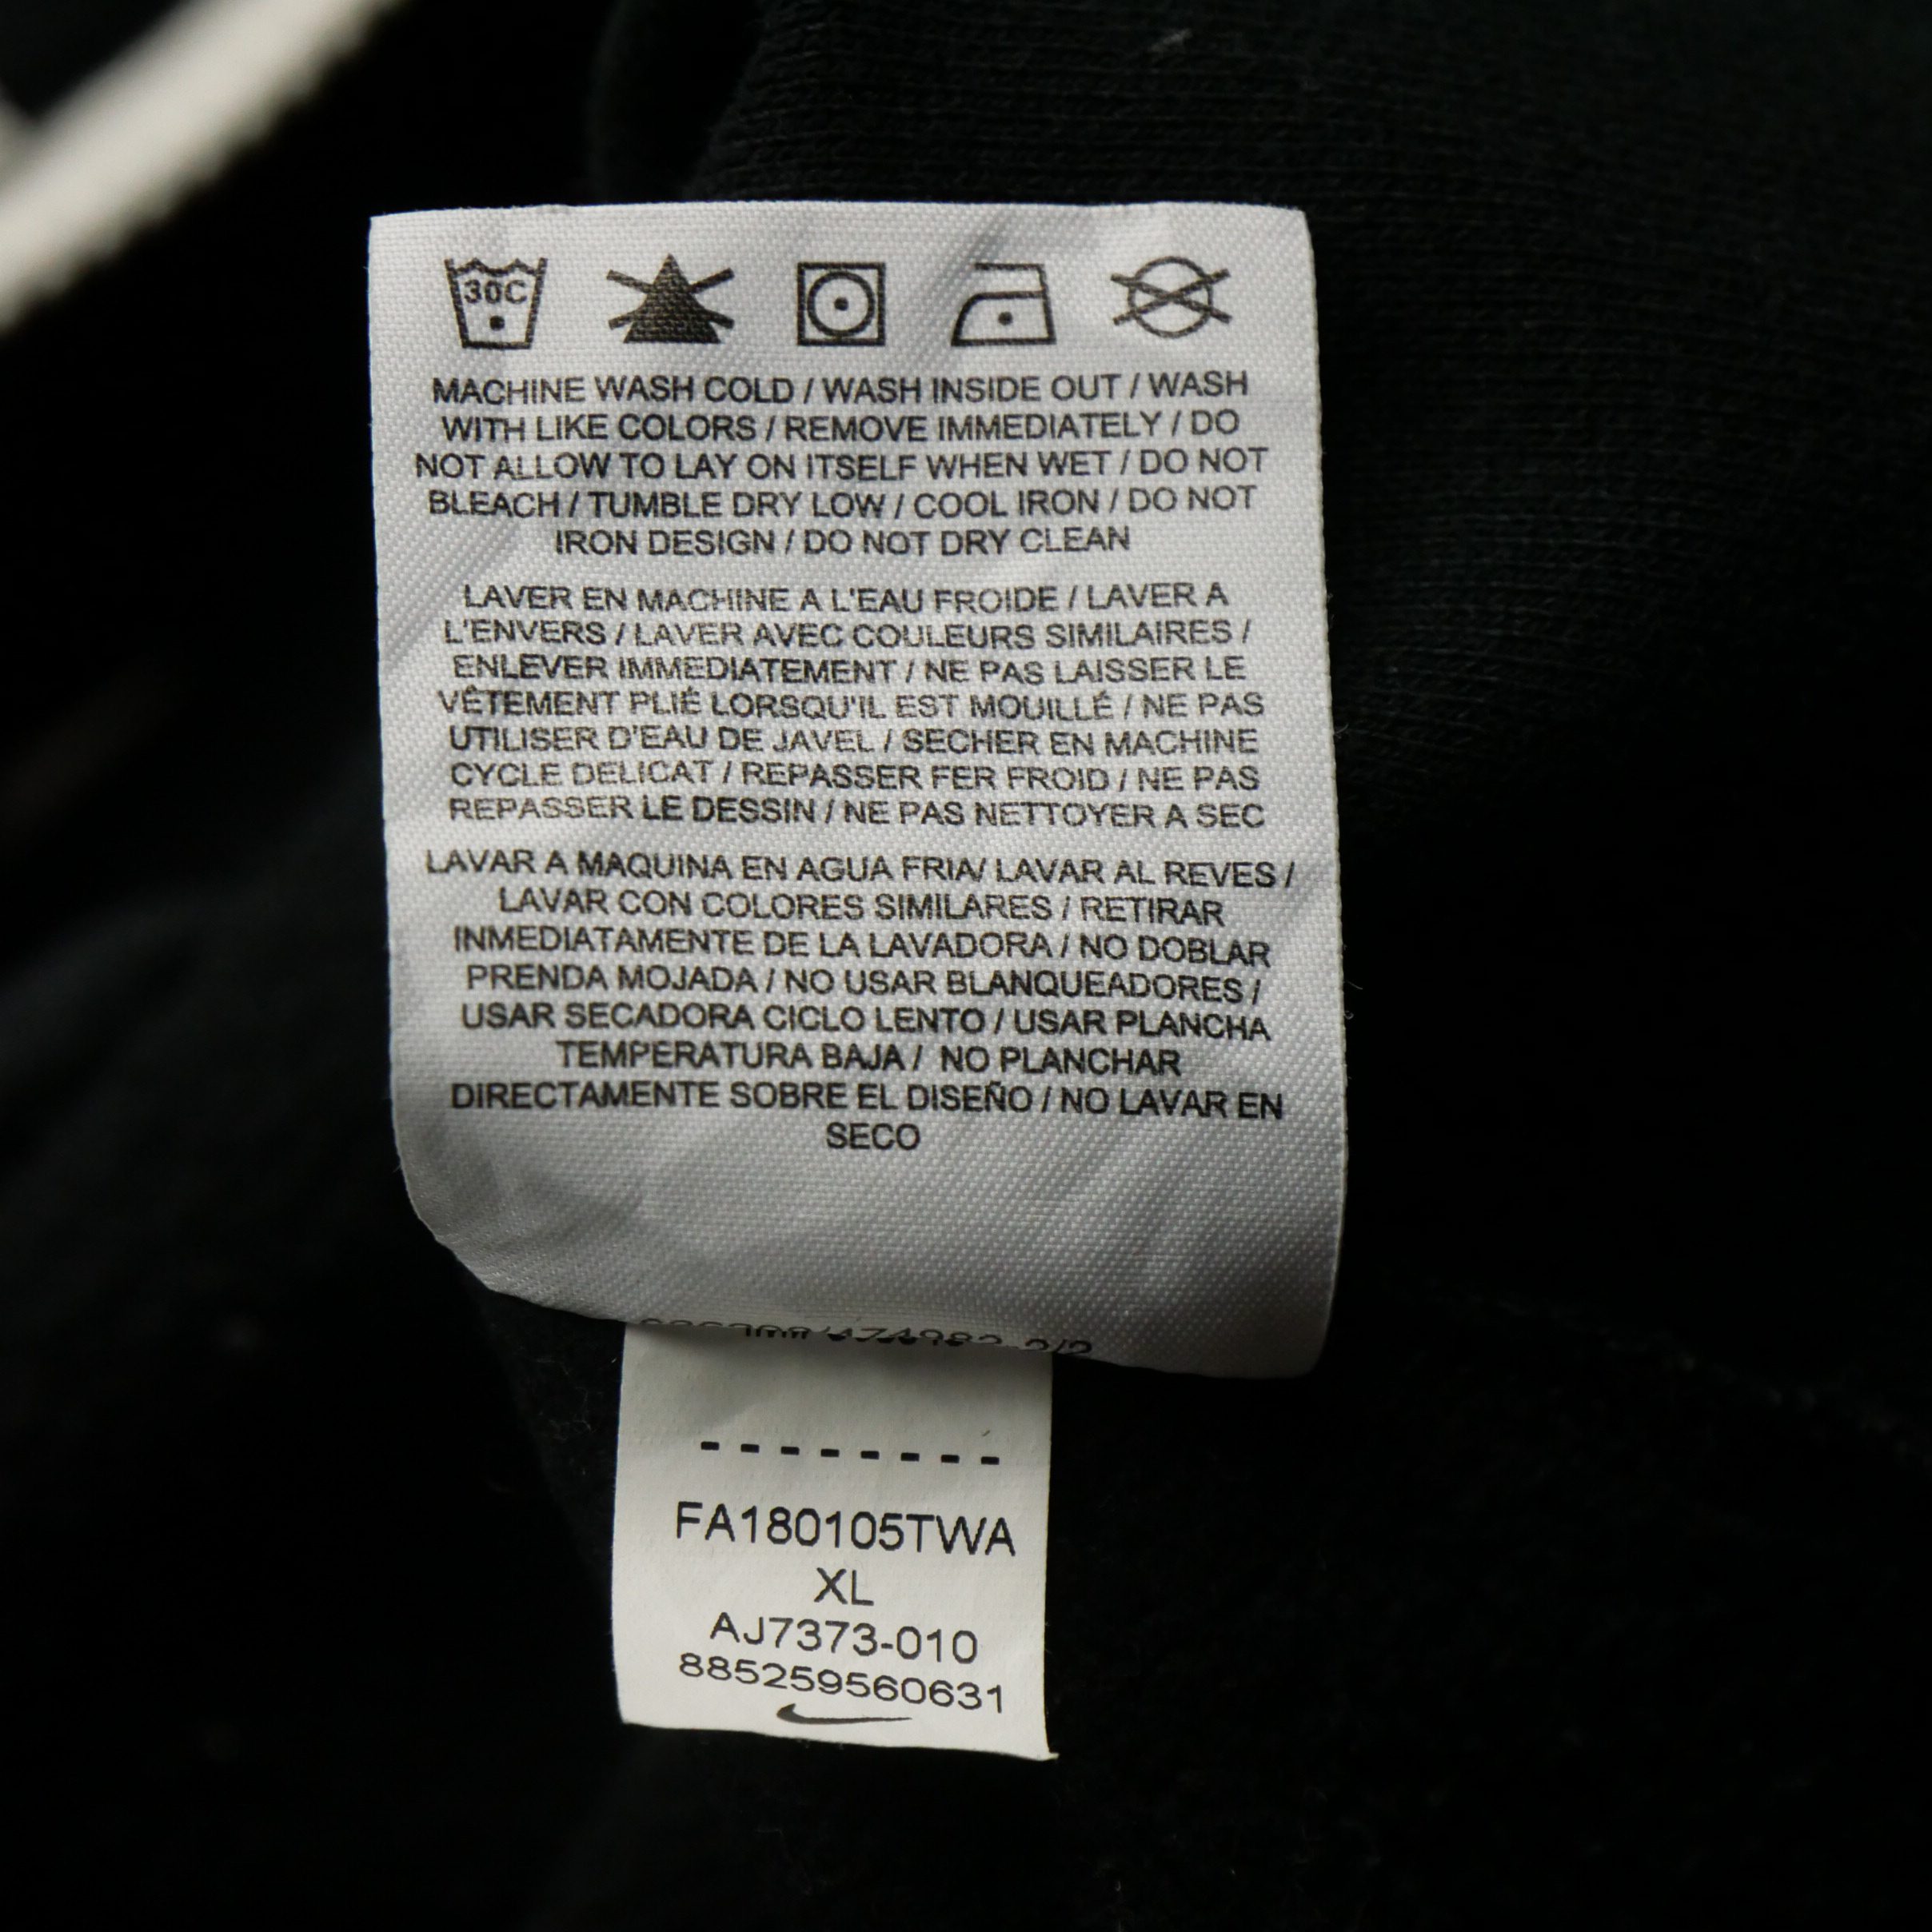 30C
MACHINE WASH COLD / WASH INSIDE OUT / WASH
WITH LIKE COLORS / REMOVE IMMEDIATELY / DO
NOT ALLOW TO LAY ON ITSELF WHEN WET / DO NOT
BLEACH / TUMBLE DRY LOW / COOL IRON / DO NOT
IRON DESIGN / DO NOT DRY CLEAN
LAVER EN MACHINE A L'EAU FROIDE / LAVER A
L'ENVERS / LAVER AVEC COULEURS SIMILAIRES /
ENLEVER IMMEDIATEMENT / NE PAS LAISSER LE
VÊTEMENT PLIÉ LORSQU'IL EST MOUILLÉ / NE PAS
UTILISER D'EAU DE JAVEL / SECHER EN MACHINE
CYCLE DELICAT / REPASSER FER FROID / NE PAS
REPASSER LE DESSIN / NE PAS NETTOYER A SEC
LAVAR A MAQUINA EN AGUA FRIA/ LAVAR AL REVES /
LAVAR CON COLORES SIMILARES / RETIRAR
INMEDIATAMENTE DE LA LAVADORA / NO DOBLAR
PRENDA MOJADA / NO USAR BLANQUEADORES /
USAR SECADORA CICLO LENTO / USAR PLANCHA
TEMPERATURA BAJA / NO PLANCHAR
DIRECTAMENTE SOBRE EL DISEÑO / NO LAVAR EN
SECO
2/2
--------
FA180105TWA
XL
AJ7373-010
885259560631